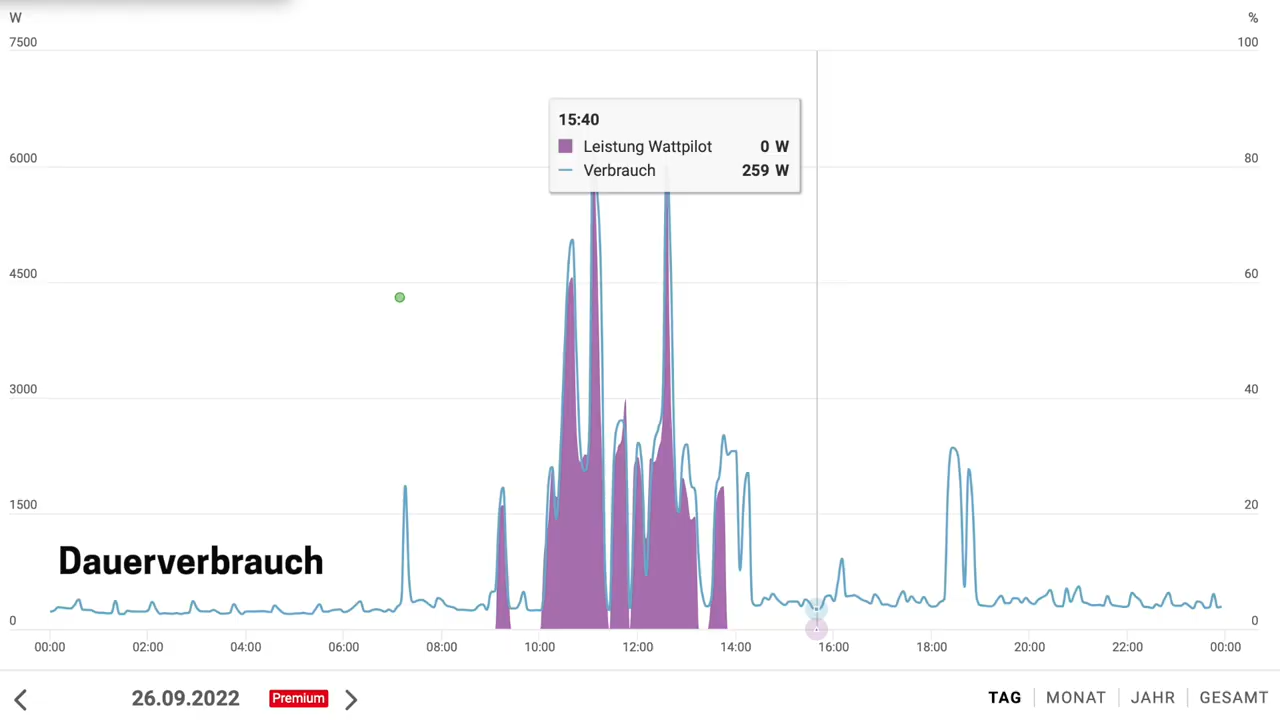 W %
7500 100
15:40
Leistung Wattpilot 0 W
Verbrauch 259 W
6000 80
4500 60
3000 40
1500 20
Dauerverbrauch
0 0
00:00 02:00 04:00 06:00 08:00 10:00 12:00 14:00 16:00 18:00 20:00 22:00 00:00
26.09.2022 Premium TAG MONAT JAHR GESAMT